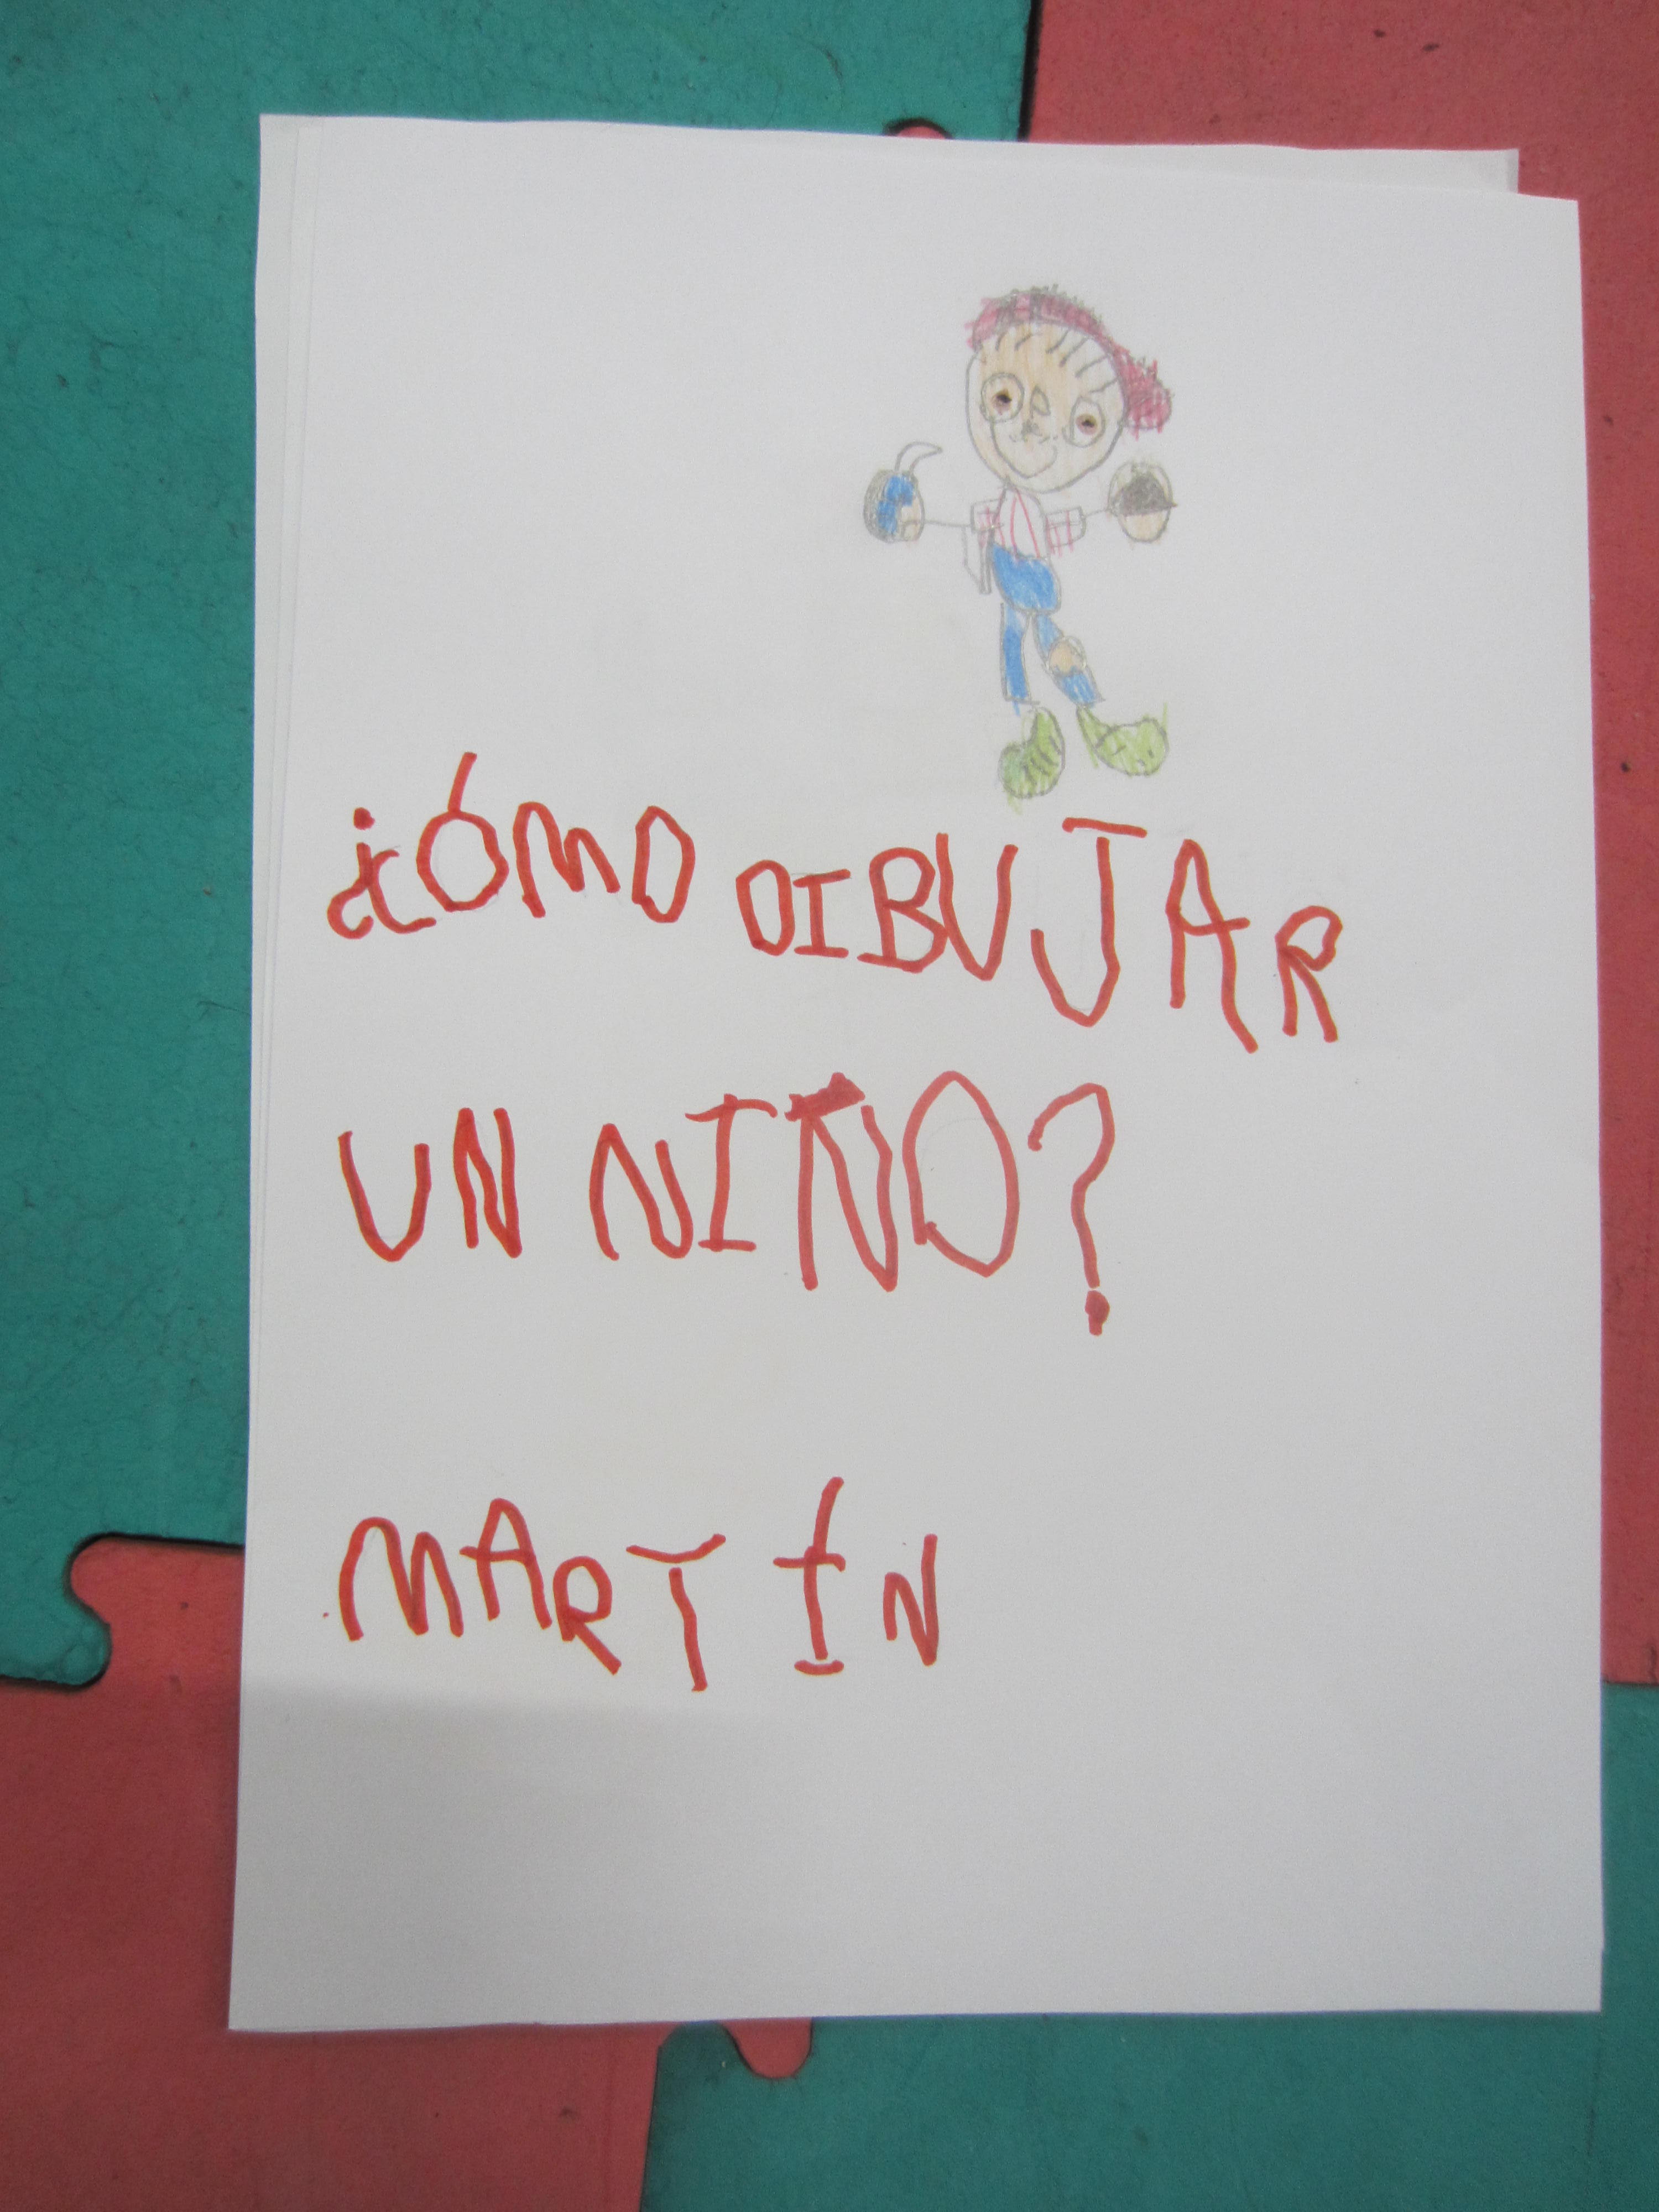 ¿CÓMO DIBUJAR
UN NIÑO?
MARTÍN